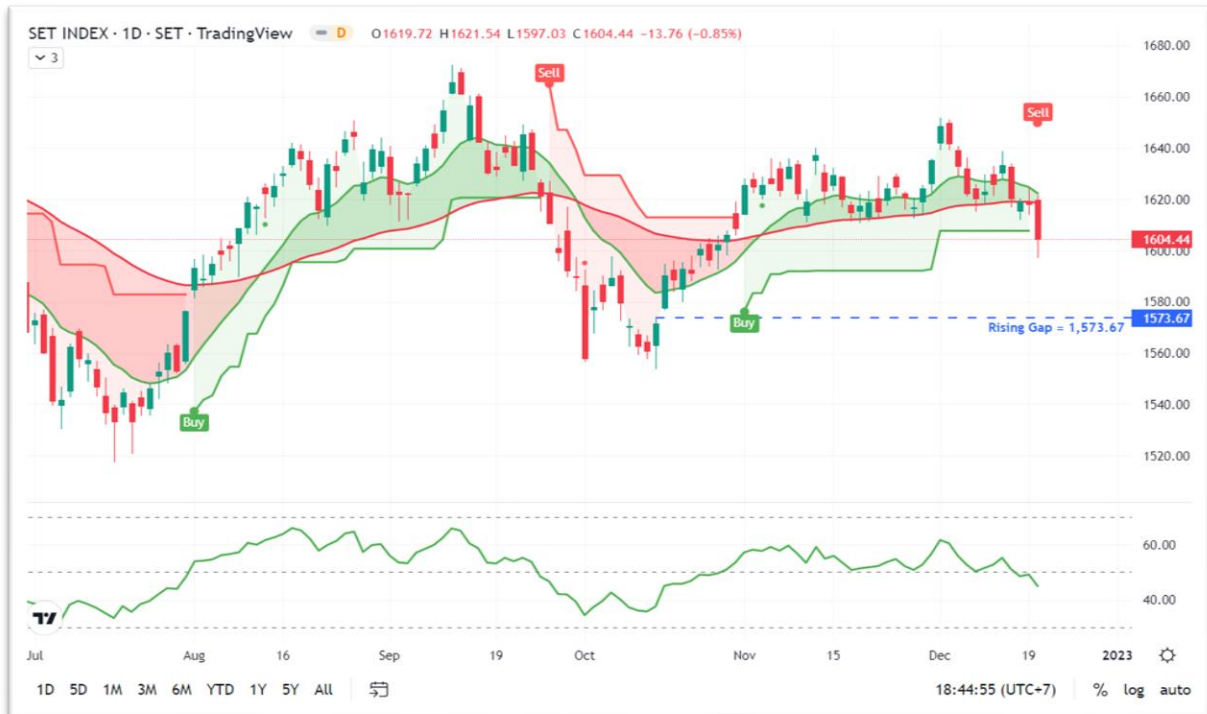 SET INDEX · 1D · SET · TradingView D O1619.72 H1621.54 L1597.03 C1604.44 −13.76 (−0.85%)
3
1680.00
Sell
1660.00
Sell
1640.00
1620.00
1604.44
1600.00
1580.00
Buy
1573.67
Rising Gap = 1,573.67
1560.00
1540.00
Buy
1520.00
60.00
40.00
Jul Aug 16 Sep 19 Oct Nov 15 Dec 19 2023
1D 5D 1M 3M 6M YTD 1Y 5Y All 18:44:55 (UTC+7) % log auto